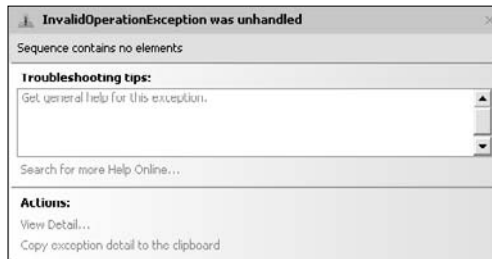 InvalidOperationException was unhandled
Sequence contains no elements
Troubleshooting tips:
Get general help for this exception.
Search for more Help Online...
Actions:
View Detail...
Copy exception detail to the clipboard